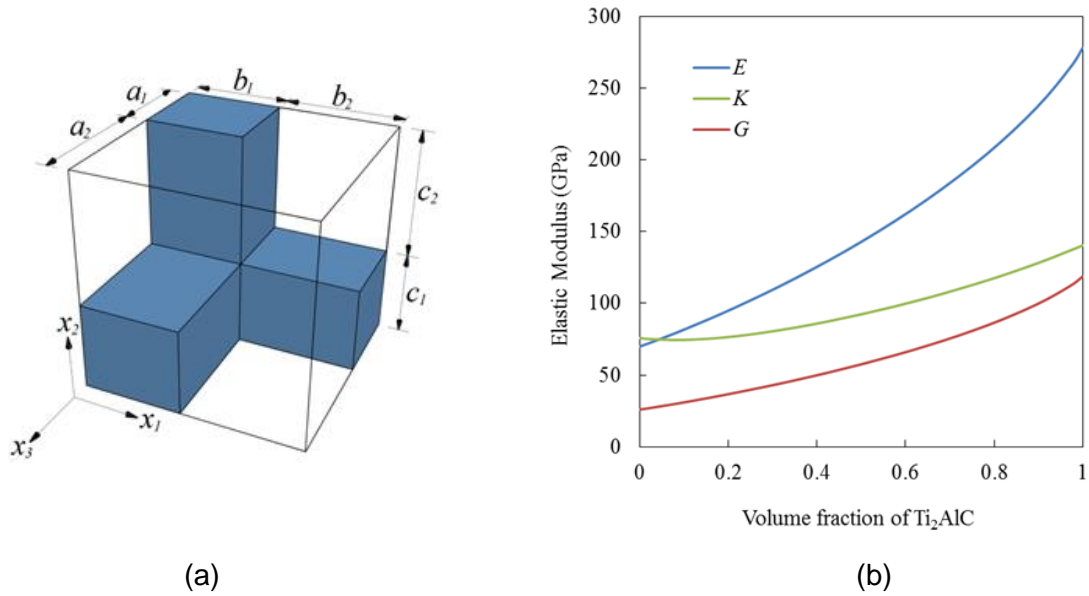 a₁
b₁
b₂
a₂
c₂
c₁
x₂
x₁
x₃
(a)
300
250
200
150
100
50
0
Elastic Modulus (GPa)
E
K
G
0 0.2 0.4 0.6 0.8 1
Volume fraction of Ti₂AlC
(b)